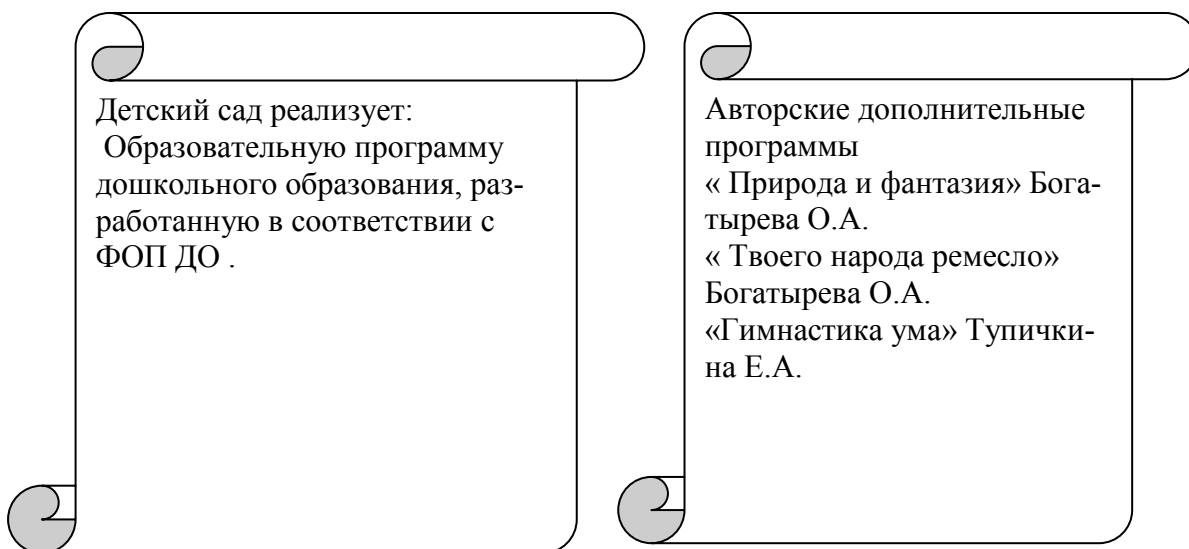 Детский сад реализует:
Образовательную программу
дошкольного образования, раз-
работанную в соответствии с
ФОП ДО .
Авторские дополнительные
программы
« Природа и фантазия» Бога-
тырева О.А.
« Твоего народа ремесло»
Богатырева О.А.
«Гимнастика ума» Тупички-
на Е.А.